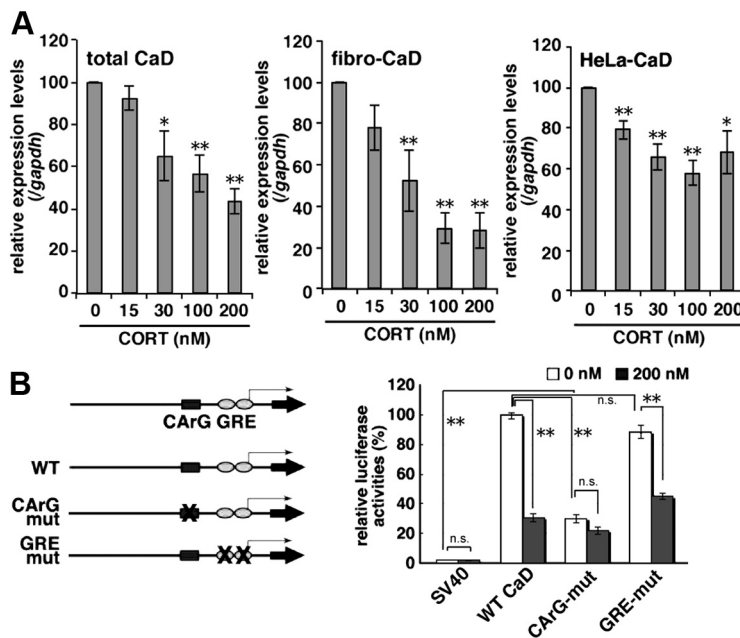 A
total CaD
relative expression levels
(/gapdh)
120
100
80
60
40
20
0
*
**
**
0 15 30 100 200
CORT (nM)
fibro-CaD
relative expression levels
(/gapdh)
120
100
80
60
40
20
0
**
**
**
0 15 30 100 200
CORT (nM)
HeLa-CaD
relative expression levels
(/gapdh)
120
100
80
60
40
20
0
**
**
**
*
0 15 30 100 200
CORT (nM)
B
CArG GRE
WT
CArG
mut
X
GRE
mut
X X
0 nM 200 nM
relative luciferase
activities (%)
120
100
80
60
40
20
0
n.s.
**
**
**
**
n.s.
n.s.
SV40
WT CaD
CArG-mut
GRE-mut